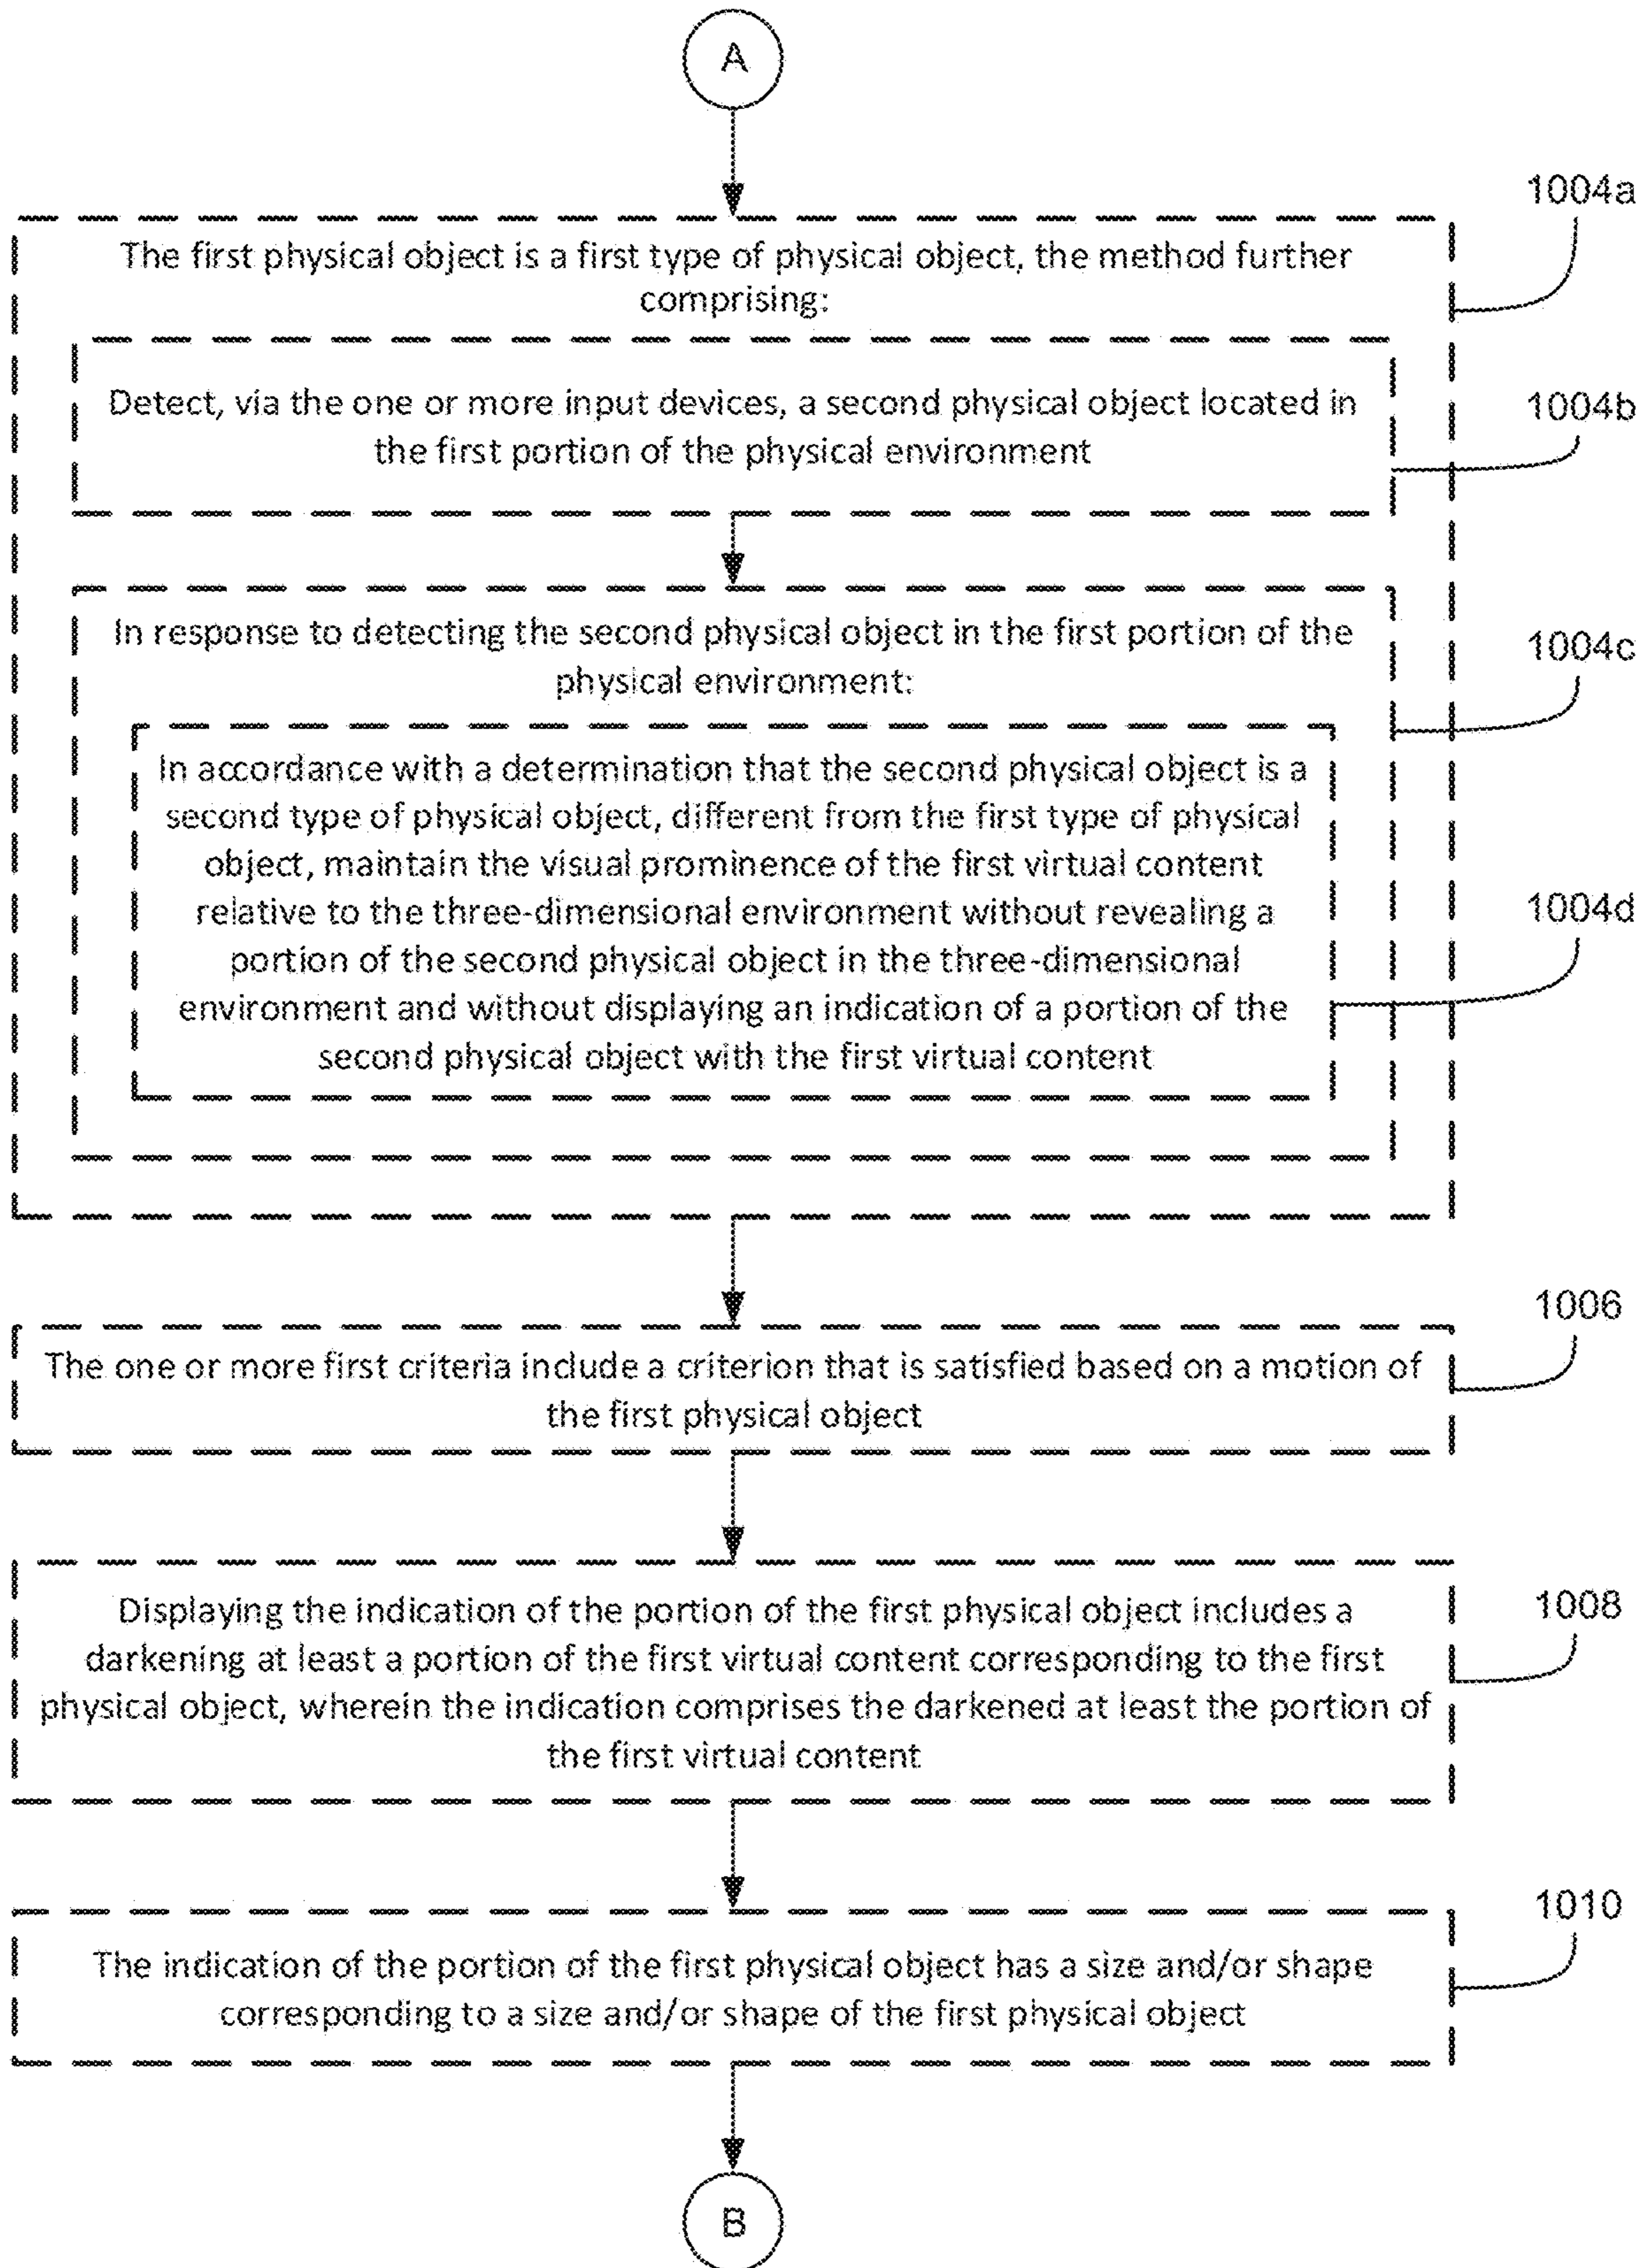 A
1004a
The first physical object is a first type of physical object, the method further
comprising:
1004b
Detect, via the one or more input devices, a second physical object located in
the first portion of the physical environment
1004c
In response to detecting the second physical object in the first portion of the
physical environment:
1004d
In accordance with a determination that the second physical object is a
second type of physical object, different from the first type of physical
object, maintain the visual prominence of the first virtual content
relative to the three-dimensional environment without revealing a
portion of the second physical object in the three-dimensional
environment and without displaying an indication of a portion of the
second physical object with the first virtual content
1006
The one or more first criteria include a criterion that is satisfied based on a motion of
the first physical object
1008
Displaying the indication of the portion of the first physical object includes a
darkening at least a portion of the first virtual content corresponding to the first
physical object, wherein the indication comprises the darkened at least the portion of
the first virtual content
1010
The indication of the portion of the first physical object has a size and/or shape
corresponding to a size and/or shape of the first physical object
B